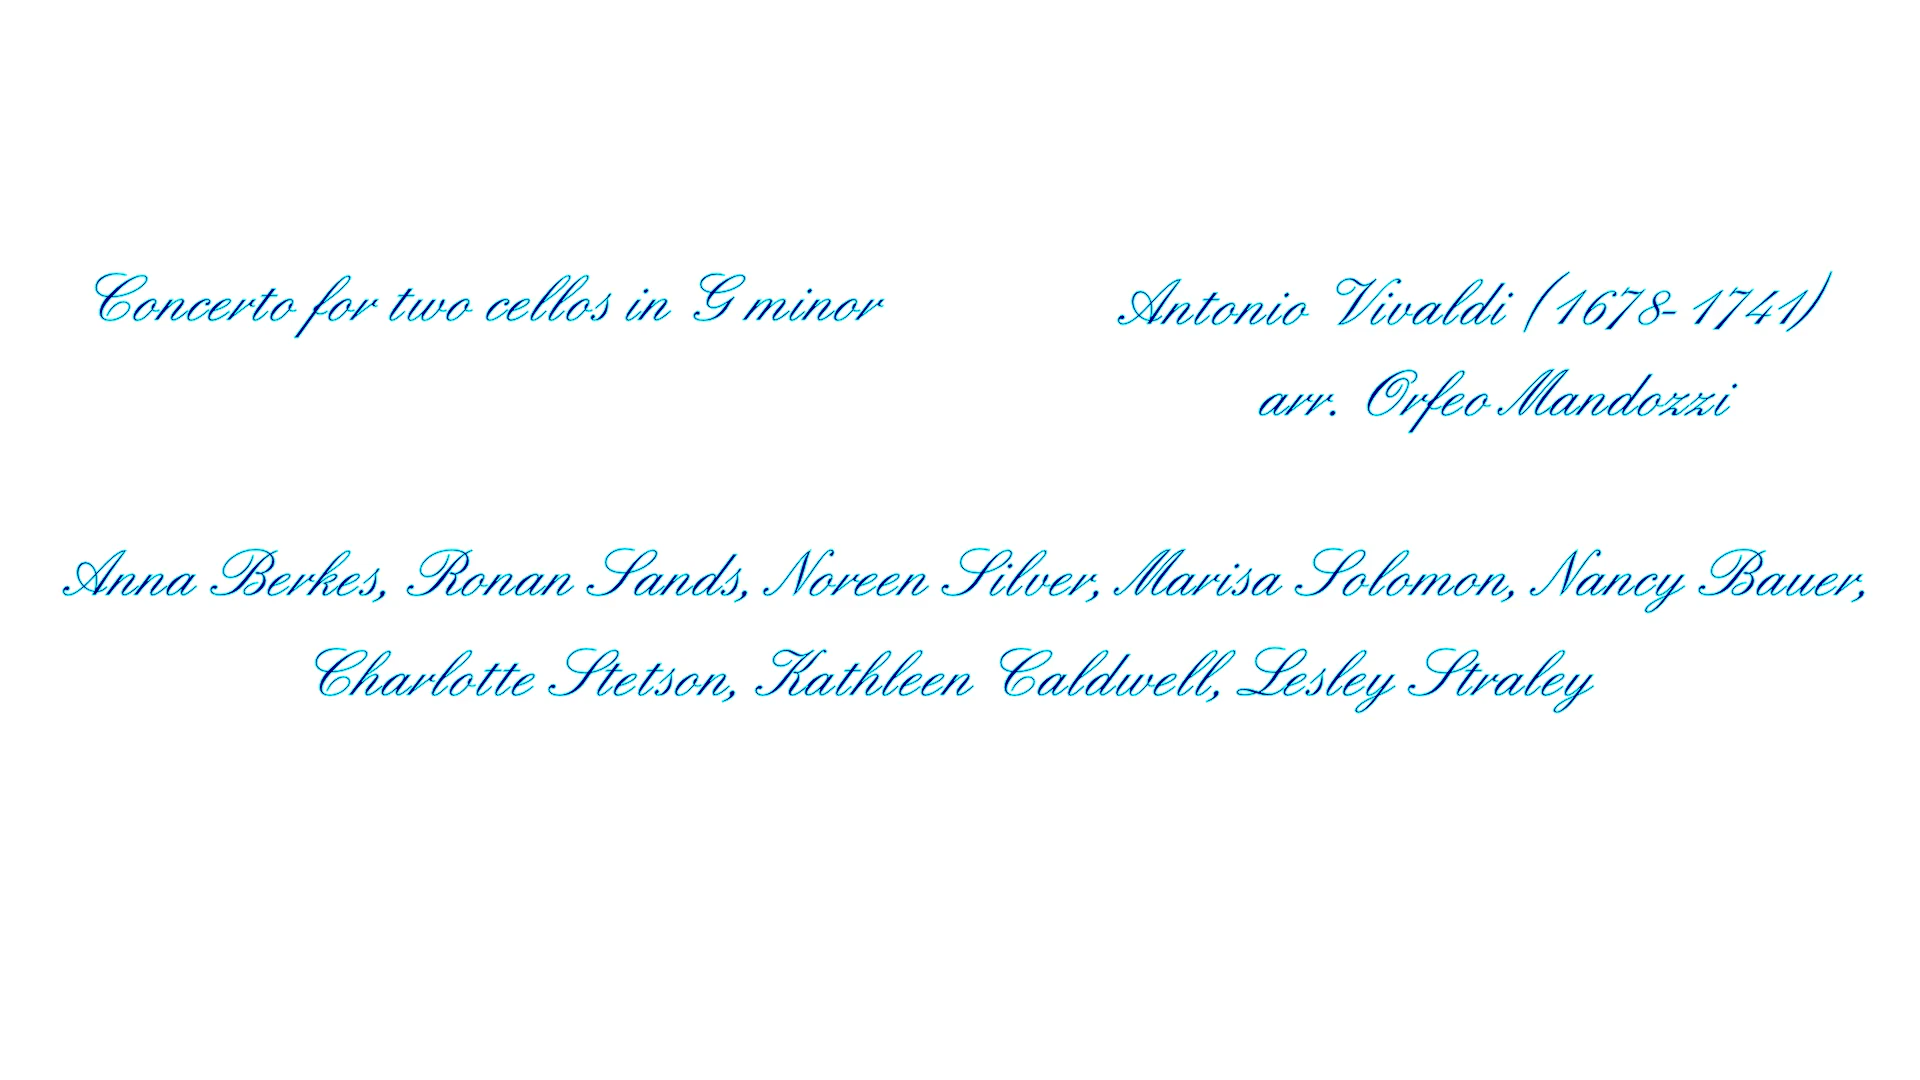 Concerto for two cellos in G minor
Antonio Vivaldi (1678-1741)
arr. Orfeo Mandozzi
Anna Berkes, Ronan Sands, Noreen Silver, Marisa Solomon, Nancy Bauer,
Charlotte Stetson, Kathleen Caldwell, Lesley Straley